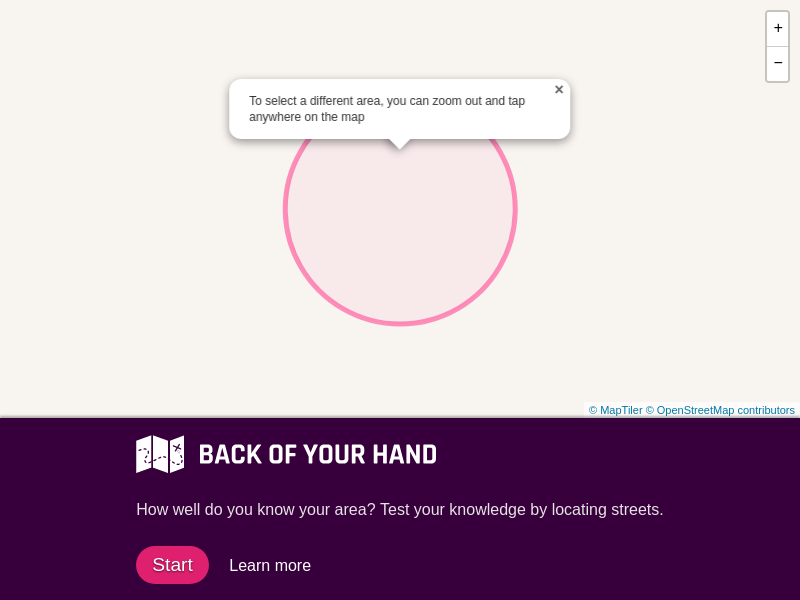 +
−
×
To select a different area, you can zoom out and tap
anywhere on the map
© MapTiler © OpenStreetMap contributors
BACK OF YOUR HAND
How well do you know your area? Test your knowledge by locating streets.
Start
Learn more